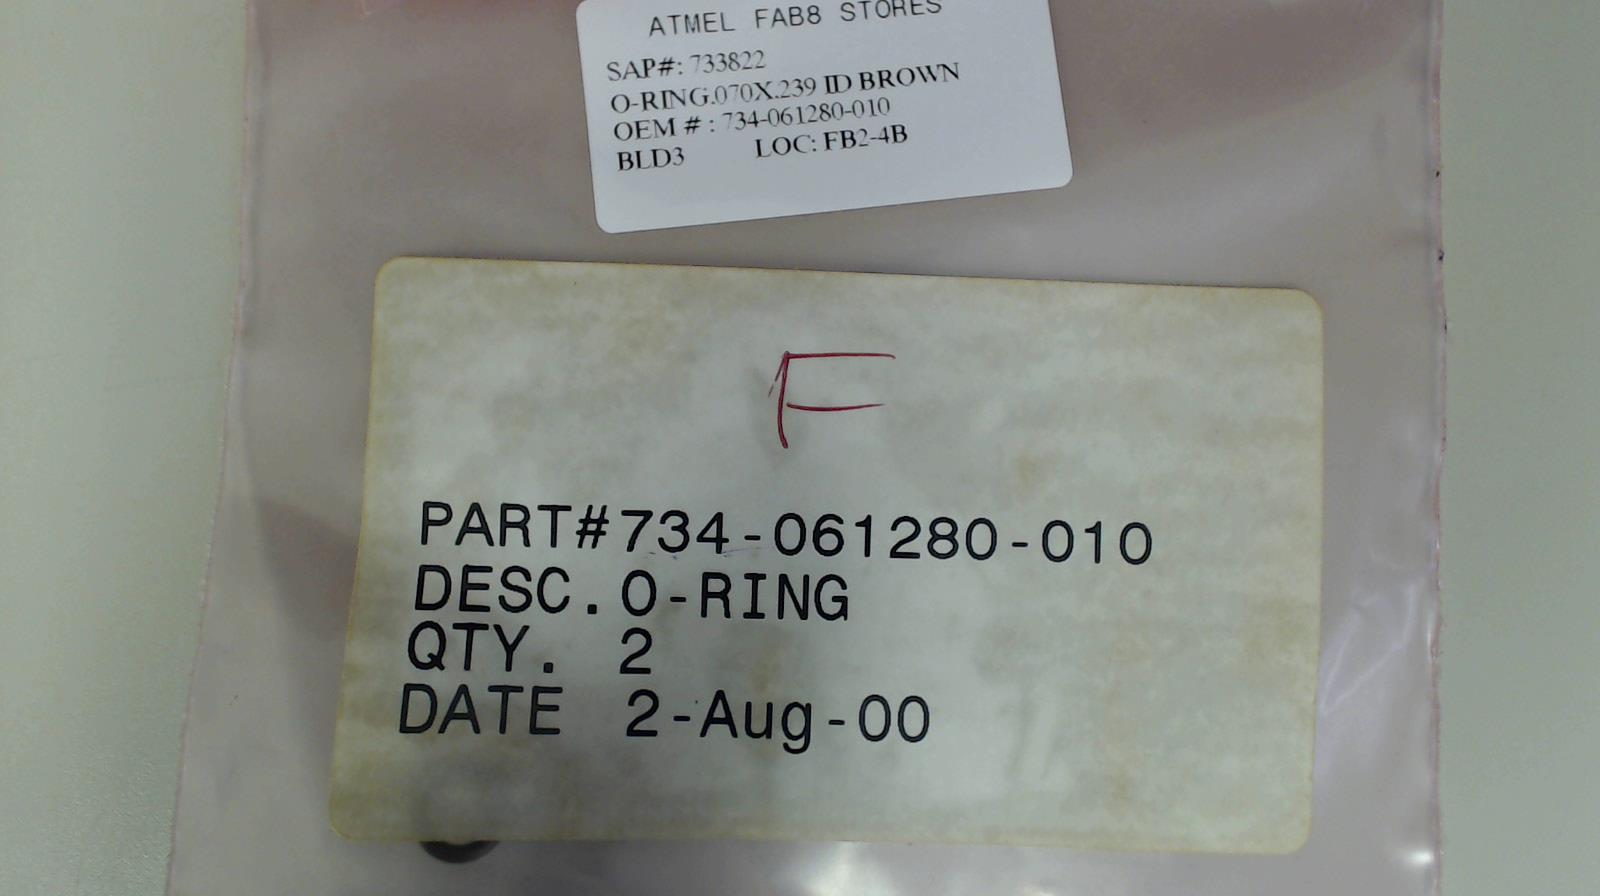 ATMEL FAB8 STORES
SAP#: 733822
O-RING.070X.239 ID BROWN
OEM # : 734-061280-010
BLD3 LOC: FB2-4B
F
PART#734-061280-010
DESC.O-RING
QTY. 2
DATE 2-Aug-00